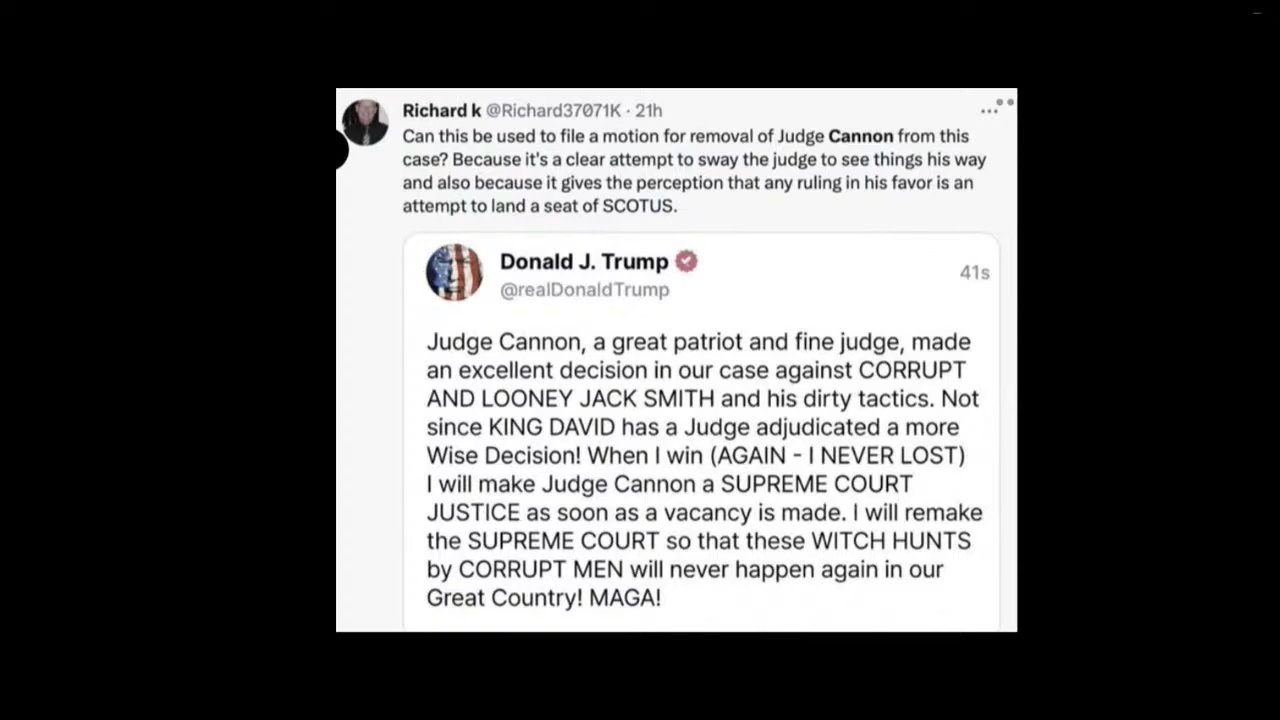 Richard k @Richard37071K · 21h
Can this be used to file a motion for removal of Judge Cannon from this
case? Because it's a clear attempt to sway the judge to see things his way
and also because it gives the perception that any ruling in his favor is an
attempt to land a seat of SCOTUS.
Donald J. Trump
41s
@realDonaldTrump
Judge Cannon, a great patriot and fine judge, made
an excellent decision in our case against CORRUPT
AND LOONEY JACK SMITH and his dirty tactics. Not
since KING DAVID has a Judge adjudicated a more
Wise Decision! When I win (AGAIN - I NEVER LOST)
I will make Judge Cannon a SUPREME COURT
JUSTICE as soon as a vacancy is made. I will remake
the SUPREME COURT so that these WITCH HUNTS
by CORRUPT MEN will never happen again in our
Great Country! MAGA!